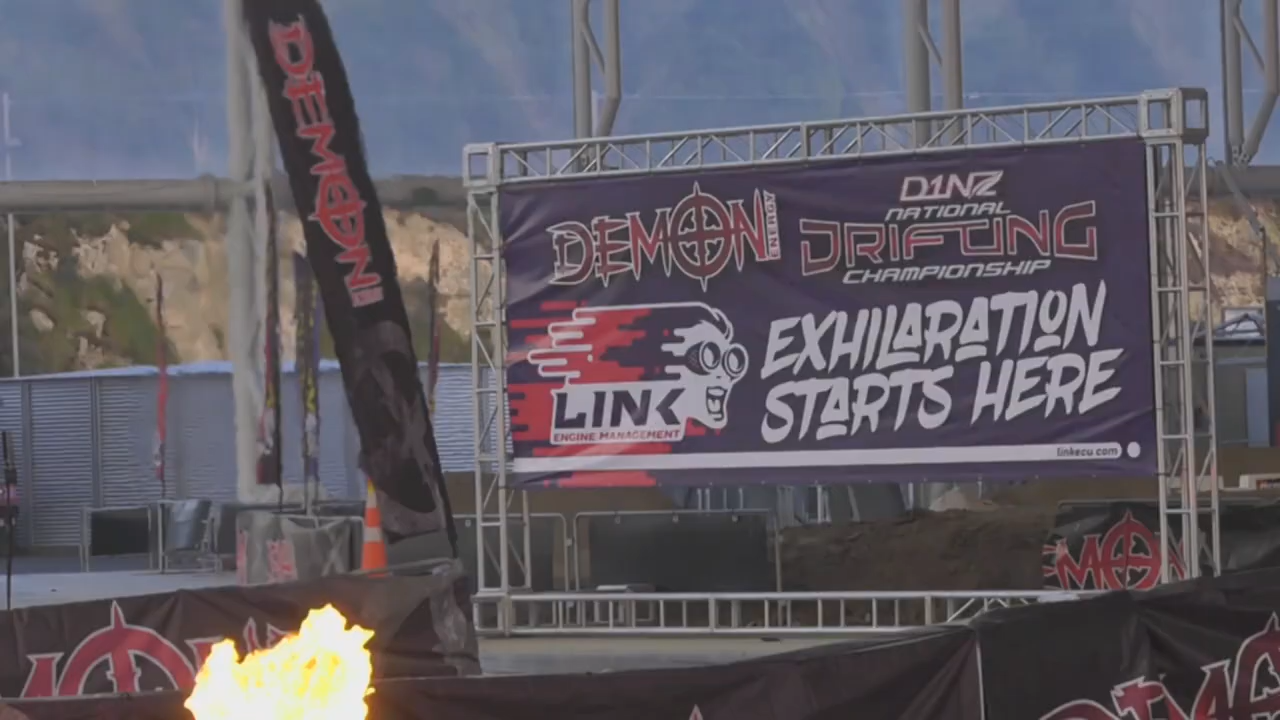 DEMON
DEMON ENERGY
D1NZ
NATIONAL
DRIFTING
CHAMPIONSHIP
EXHILARATION
STARTS HERE
LINK
ENGINE MANAGEMENT
linkecu.com